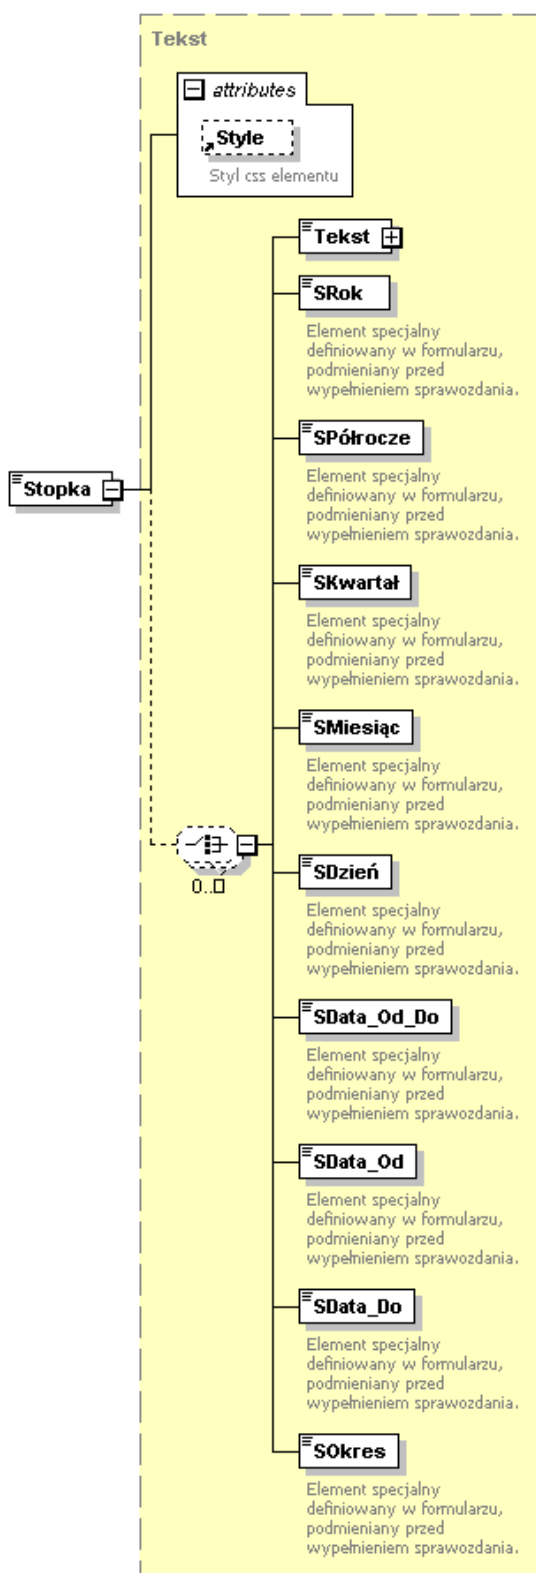 Tekst
attributes
Style
Styl css elementu
Tekst
SRok
Element specjalny
definiowany w formularzu,
podmieniany przed
wypełnieniem sprawozdania.
SPółrocze
Element specjalny
definiowany w formularzu,
podmieniany przed
wypełnieniem sprawozdania.
Stopka
SKwartał
Element specjalny
definiowany w formularzu,
podmieniany przed
wypełnieniem sprawozdania.
SMiesiąc
Element specjalny
definiowany w formularzu,
podmieniany przed
wypełnieniem sprawozdania.
0..
SDzień
Element specjalny
definiowany w formularzu,
podmieniany przed
wypełnieniem sprawozdania.
SData_Od_Do
Element specjalny
definiowany w formularzu,
podmieniany przed
wypełnieniem sprawozdania.
SData_Od
Element specjalny
definiowany w formularzu,
podmieniany przed
wypełnieniem sprawozdania.
SData_Do
Element specjalny
definiowany w formularzu,
podmieniany przed
wypełnieniem sprawozdania.
SOkres
Element specjalny
definiowany w formularzu,
podmieniany przed
wypełnieniem sprawozdania.